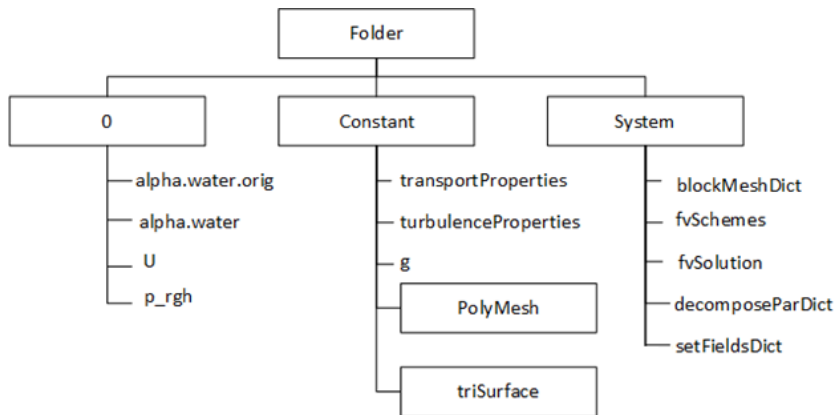 Folder
0
Constant
System
alpha.water.orig
alpha.water
U
p_rgh
transportProperties
turbulenceProperties
g
PolyMesh
triSurface
blockMeshDict
fvSchemes
fvSolution
decomposeParDict
setFieldsDict